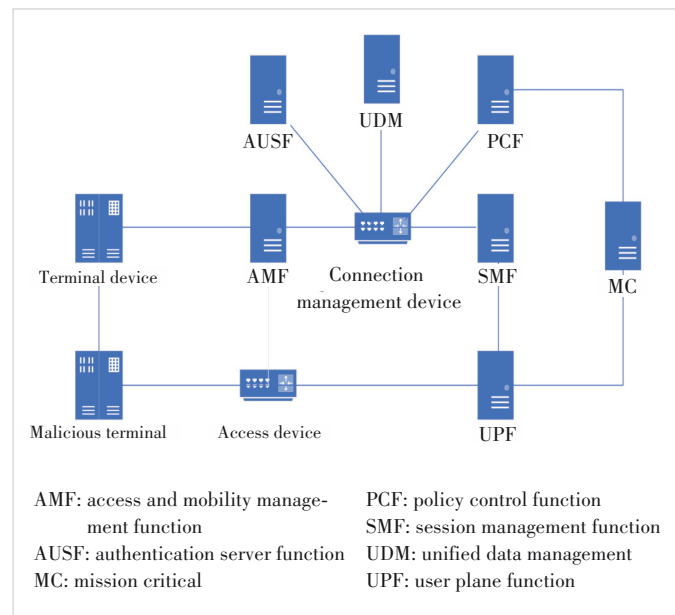 AUSF
UDM
PCF
Terminal device
AMF
Connection
management device
SMF
MC
Malicious terminal
Access device
UPF
AMF: access and mobility manage-
ment function
AUSF: authentication server function
MC: mission critical
PCF: policy control function
SMF: session management function
UDM: unified data management
UPF: user plane function